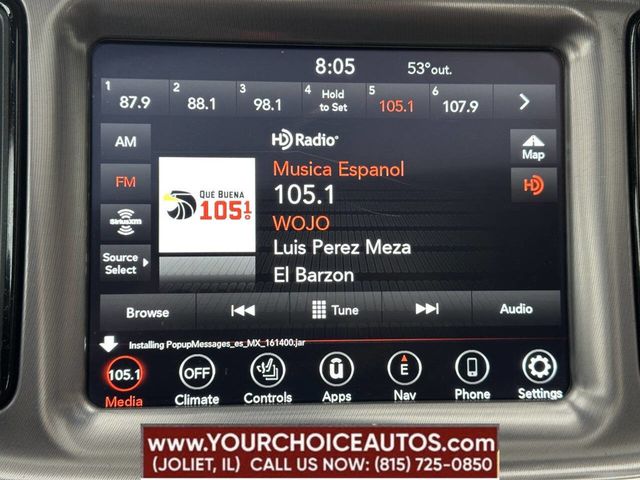 8:05 53°out.
1 87.9 2 88.1 3 98.1 4 Hold to Set 5 105.1 6 107.9
AM
HD Radio
Map
FM
QUE BUENA
105.1
Musica Espanol
105.1
HD
SiriusXM
WOJO
Luis Perez Meza
Source
Select
El Barzon
Browse Tune Audio
Installing PopupMessages_es_MX_161400.jar
105.1 OFF E
Media Climate Controls Apps Nav Phone Settings
WWW.YOURCHOICEAUTOS.COM
(JOLIET, IL) CALL US NOW: (815) 725-0850